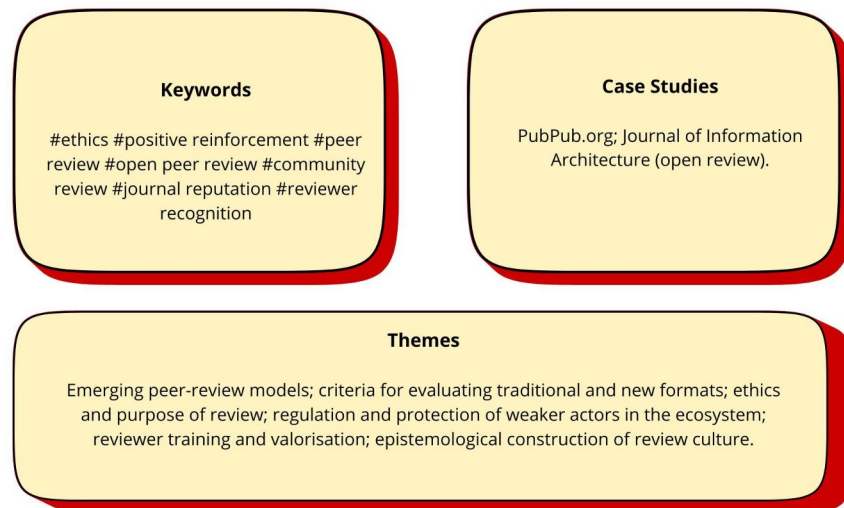 Keywords
#ethics #positive reinforcement #peer
review #open peer review #community
review #journal reputation #reviewer
recognition
Case Studies
PubPub.org; Journal of Information
Architecture (open review).
Themes
Emerging peer-review models; criteria for evaluating traditional and new formats; ethics
and purpose of review; regulation and protection of weaker actors in the ecosystem;
reviewer training and valorisation; epistemological construction of review culture.